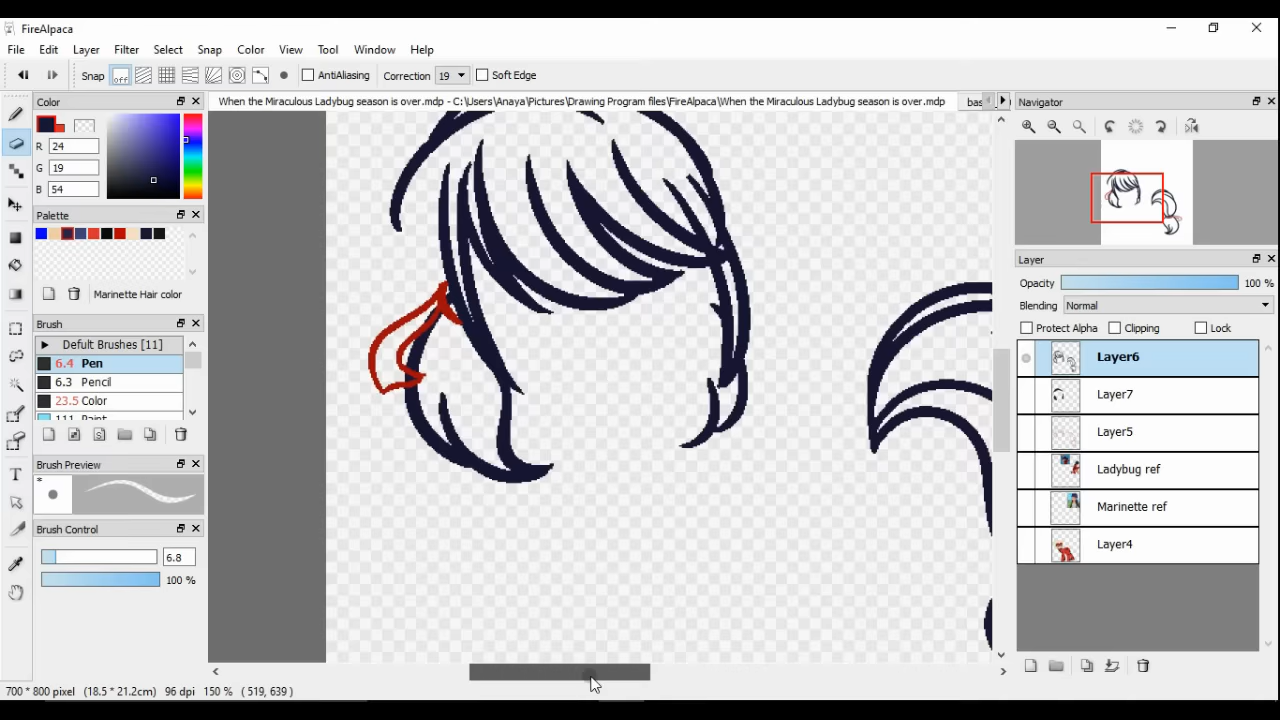 FireAlpaca
File Edit Layer Filter Select Snap Color View Tool Window Help
Snap off AntiAliasing Correction 19 Soft Edge
Color
When the Miraculous Ladybug season is over.mdp - C:\Users\Anaya\Pictures\Drawing Program files\FireAlpaca\When the Miraculous Ladybug season is over.mdp
bas
Navigator
R 24
G 19
B 54
Palette
Marinette Hair color
Brush
Defult Brushes [11]
6.4 Pen
6.3 Pencil
23.5 Color
111 Paint
Brush Preview
*
Brush Control
6.8
100 %
Layer
Opacity 100 %
Blending Normal
Protect Alpha Clipping Lock
Layer6
Layer7
Layer5
Ladybug ref
Marinette ref
Layer4
T
700 * 800 pixel (18.5 * 21.2cm) 96 dpi 150 % ( 519, 639 )